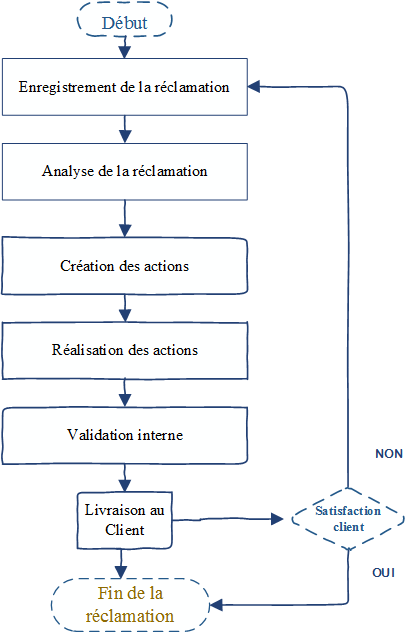 Début
Enregistrement de la réclamation
Analyse de la réclamation
Création des actions
Réalisation des actions
Validation interne
NON
Livraison au
Client
Satisfaction
client
OUI
Fin de la
réclamation